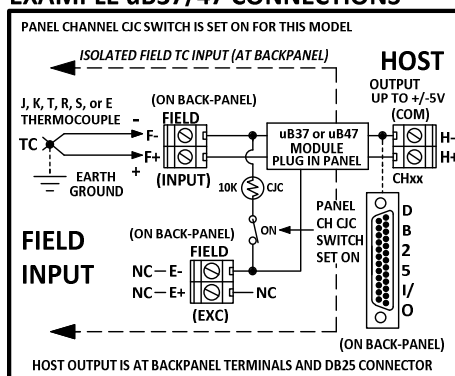 EXAMPLE uB37/47 CONNECTIONS
PANEL CHANNEL CJC SWITCH IS SET ON FOR THIS MODEL
ISOLATED FIELD TC INPUT (AT BACKPANEL)
HOST
OUTPUT
UP TO +/-5V
(COM)
J, K, T, R, S, or E
THERMOCOUPLE
(ON BACK-PANEL)
FIELD
-
F-
TC
F+
+
(INPUT)
EARTH
GROUND
uB37 or uB47
MODULE
PLUG IN PANEL
H-
H+
CHxx
10K
CJC
ON
PANEL
CH CJC
SWITCH
SET ON
D
B
2
5
I/
O
FIELD
INPUT
(ON BACK-PANEL)
FIELD
NC
E-
NC
E+
NC
(EXC)
(ON BACK-PANEL)
HOST OUTPUT IS AT BACKPANEL TERMINALS AND DB25 CONNECTOR